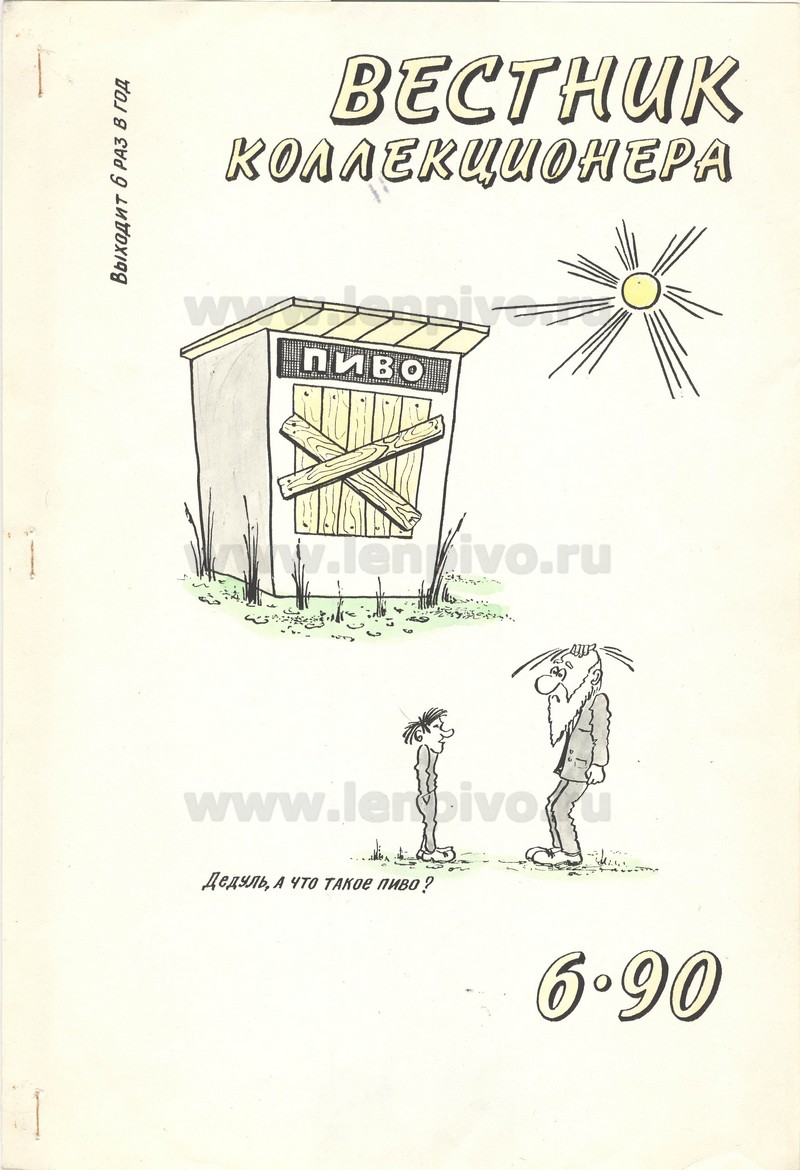 ВЕСТНИК
КОЛЛЕКЦИОНЕРА
Выходит 6 раз в год
www.lenpivo.ru
ПИВО
www.lenpivo.ru
www.lenpivo.ru
Дедуль, а что такое пиво?
6•90